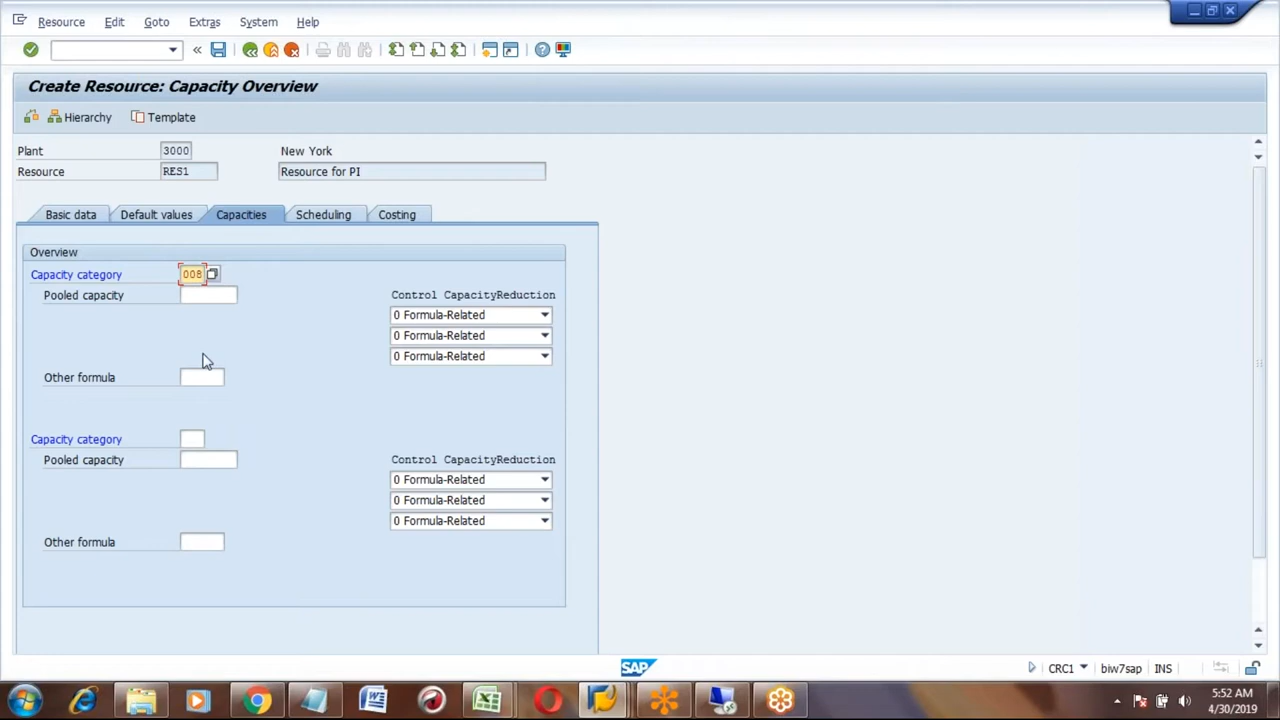 Resource Edit Goto Extras System Help
Create Resource: Capacity Overview
Hierarchy Template
Plant 3000 New York
Resource RES1 Resource for PI
Basic data Default values Capacities Scheduling Costing
Overview
Capacity category 008
Pooled capacity Control CapacityReduction
0 Formula-Related
0 Formula-Related
0 Formula-Related
Other formula
Capacity category
Pooled capacity Control CapacityReduction
0 Formula-Related
0 Formula-Related
0 Formula-Related
Other formula
SAP CRC1 biw7sap INS
5:52 AM
4/30/2019